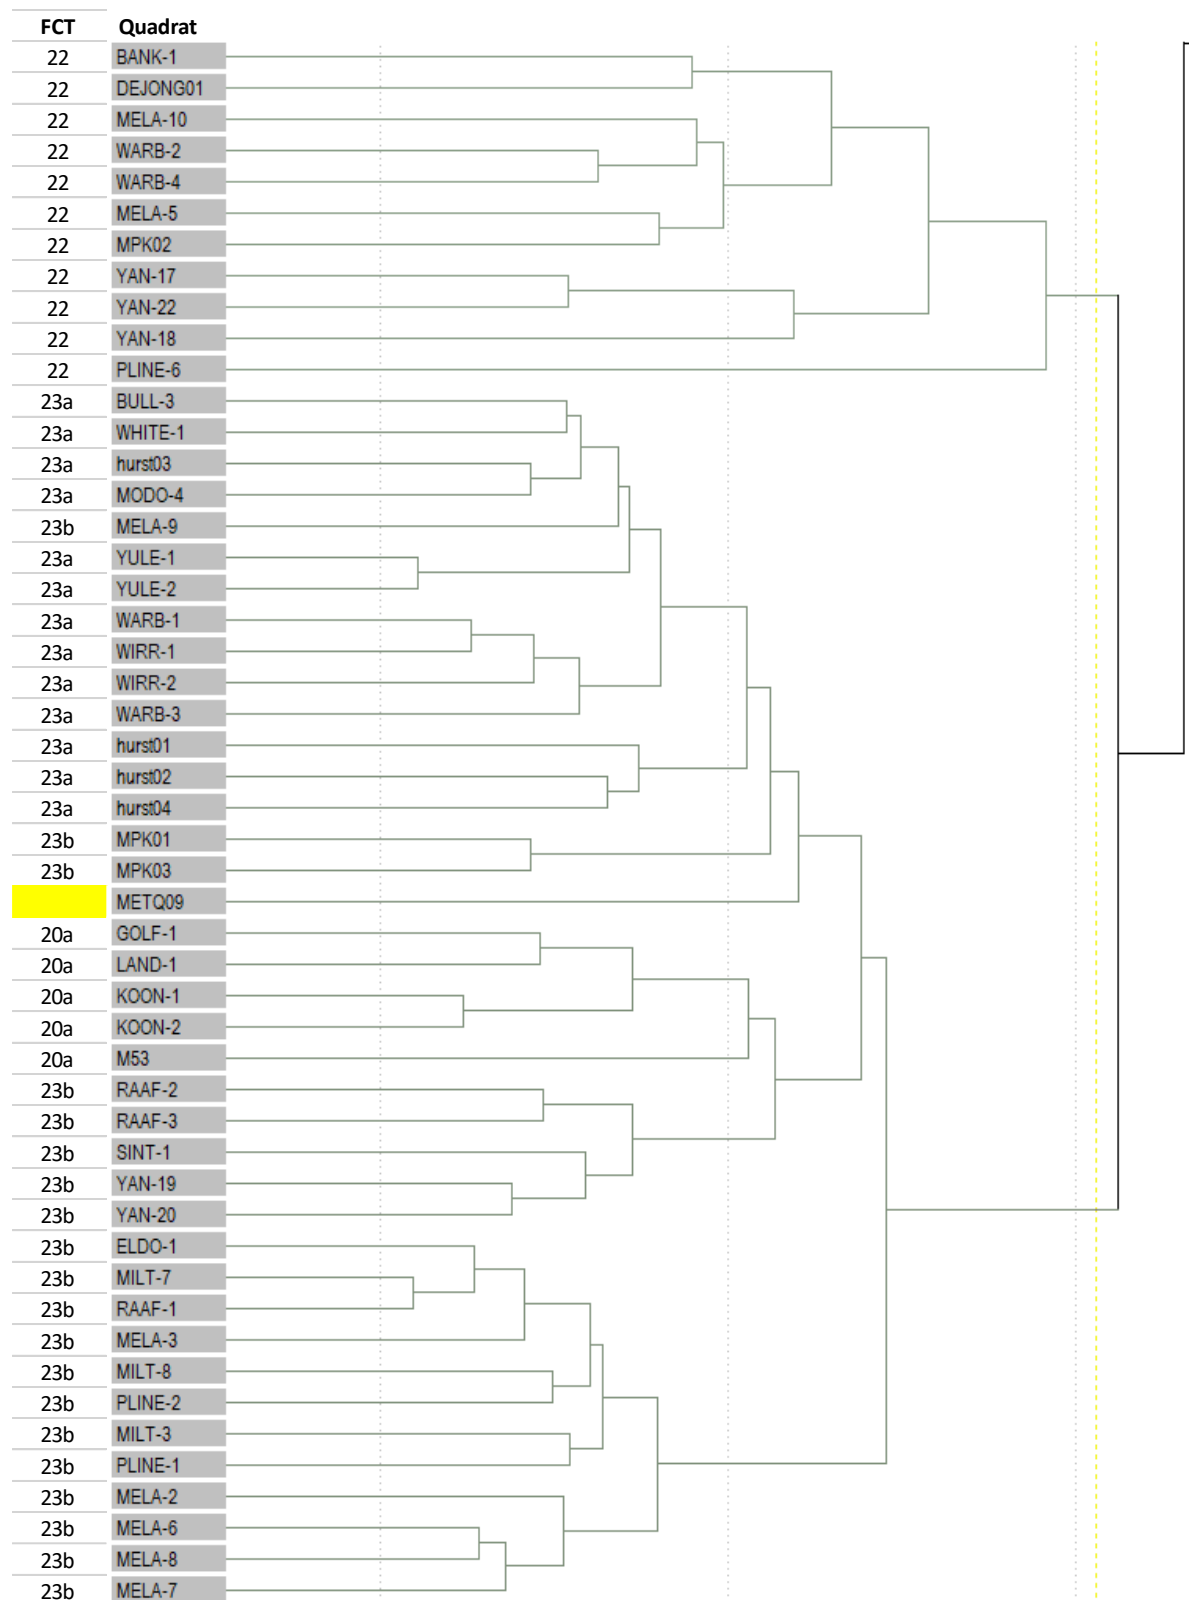 FCT Quadrat
22 BANK-1
22 DEJONG01
22 MELA-10
22 WARB-2
22 WARB-4
22 MELA-5
22 MPK02
22 YAN-17
22 YAN-22
22 YAN-18
22 PLINE-6
23a BULL-3
23a WHITE-1
23a hurst03
23a MODO-4
23b MELA-9
23a YULE-1
23a YULE-2
23a WARB-1
23a WIRR-1
23a WIRR-2
23a WARB-3
23a hurst01
23a hurst02
23a hurst04
23b MPK01
23b MPK03
METQ09
20a GOLF-1
20a LAND-1
20a KOON-1
20a KOON-2
20a M53
23b RAAF-2
23b RAAF-3
23b SINT-1
23b YAN-19
23b YAN-20
23b ELDO-1
23b MILT-7
23b RAAF-1
23b MELA-3
23b MILT-8
23b PLINE-2
23b MILT-3
23b PLINE-1
23b MELA-2
23b MELA-6
23b MELA-8
23b MELA-7